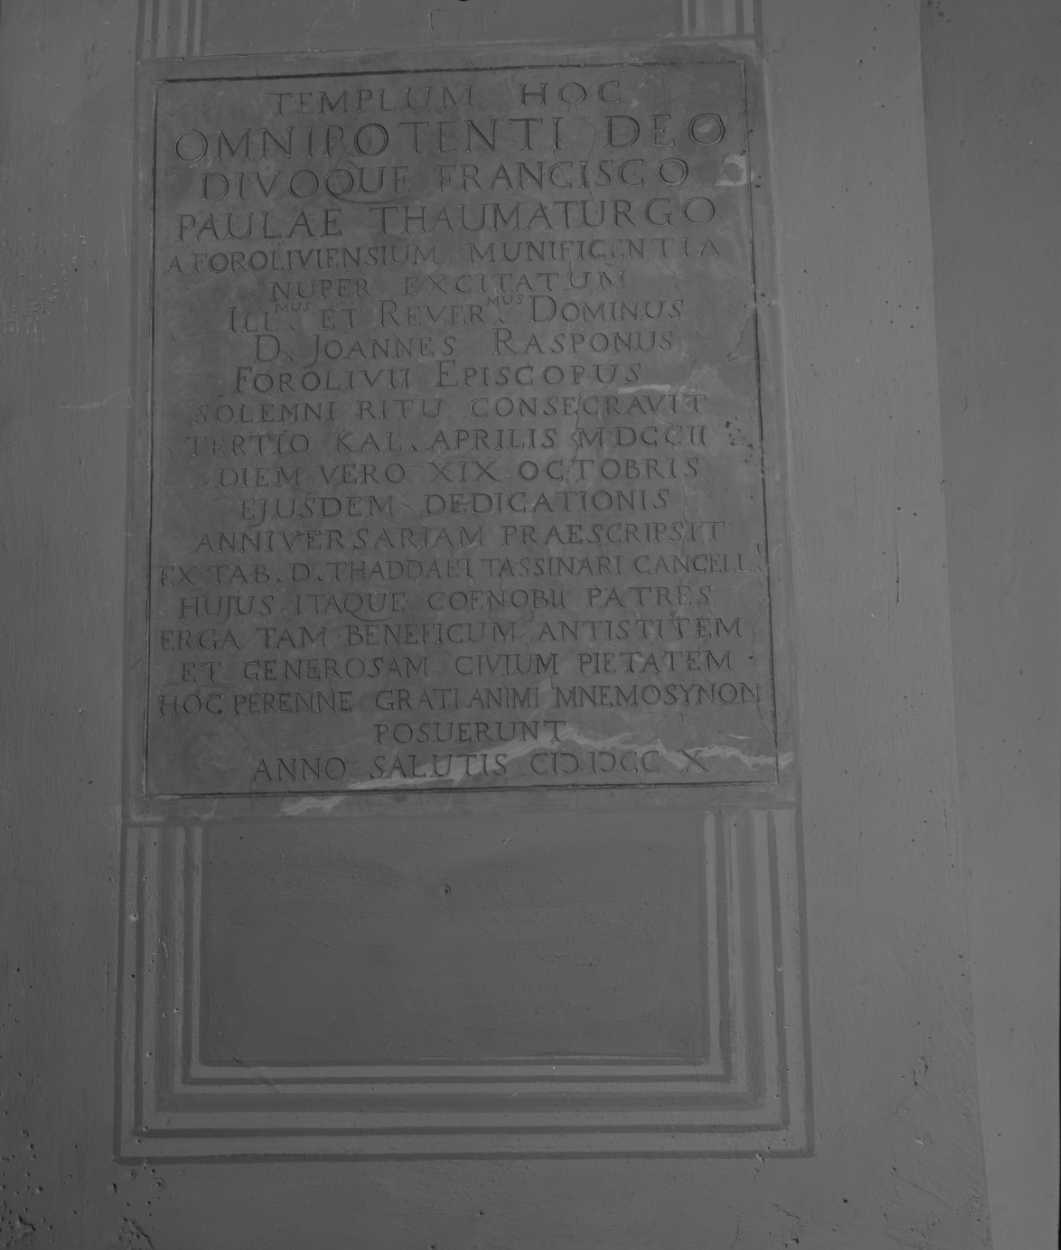 TEMPLUM HOC
OMNIPOTENTI DEO
DIVOQUE FRANCISCO
PAULAE THAUMATURGO
A FOROLIVIENSIUM MUNIFICENTIA
NUPER EXCITATUM
ILL.MUS ET REVER.MUS DOMINUS
D. JOANNES RASPONUS
FOROLIVII EPISCOPUS
SOLEMNI RITU CONSECRAVIT
TERTIO KAL. APRILIS MDCCII
DIEM VERO XIX OCTOBRIS
EJUSDEM DEDICATIONIS
ANNIVERSARIAM PRAESCRIPSIT
EX TAB. D. THADDAEI TASSINARI CANCELL.
HUJUS ITAQUE COENOBII PATRES
ERGA TAM BENEFICUM ANTISTITEM
ET GENEROSAM CIVIUM PIETATEM
HOC PERENNE GRATI ANIMI MNEMOSYNON
POSUERUNT
ANNO SALUTIS CIↃIↃCC X